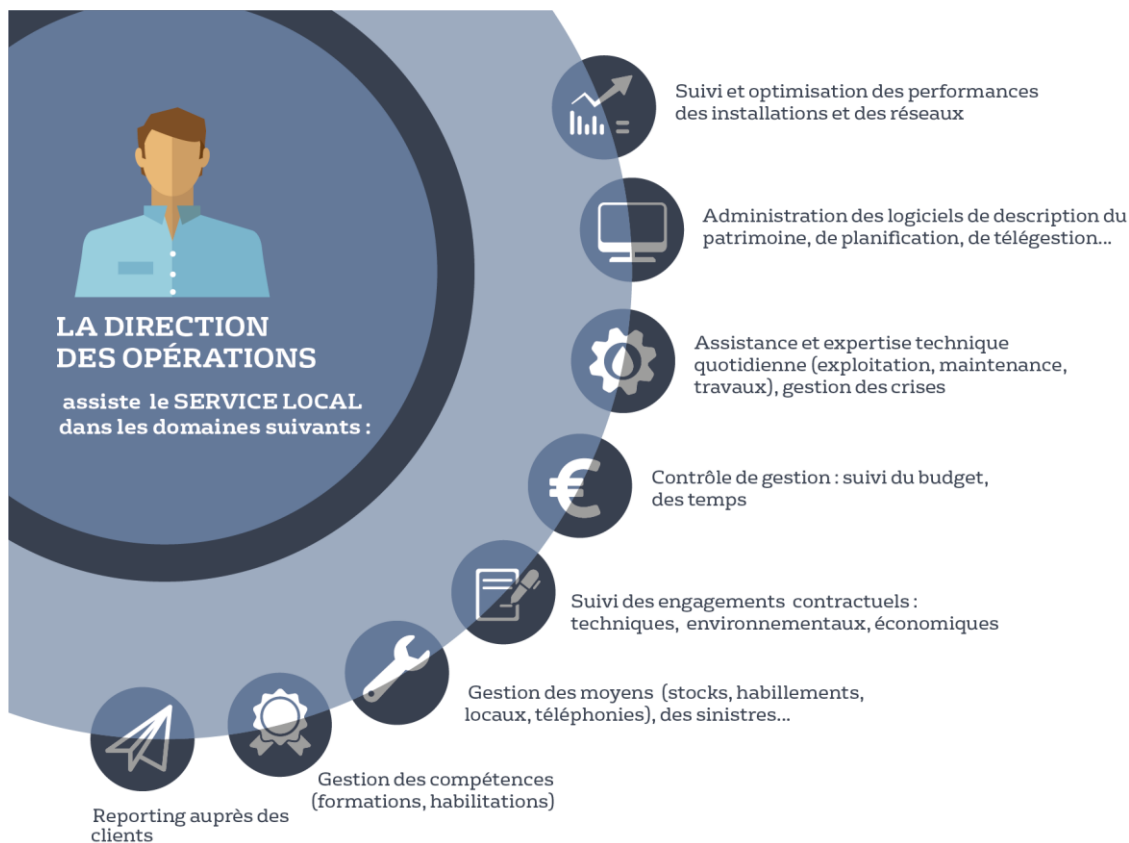 LA DIRECTION
DES OPÉRATIONS
assiste le SERVICE LOCAL
dans les domaines suivants :
Suivi et optimisation des performances
des installations et des réseaux
Administration des logiciels de description du
patrimoine, de planification, de télégestion...
Assistance et expertise technique
quotidienne (exploitation, maintenance,
travaux), gestion des crises
Contrôle de gestion : suivi du budget,
des temps
Suivi des engagements contractuels :
techniques, environnementaux, économiques
Gestion des moyens (stocks, habillements,
locaux, téléphonies), des sinistres...
Gestion des compétences
(formations, habilitations)
Reporting auprès des
clients